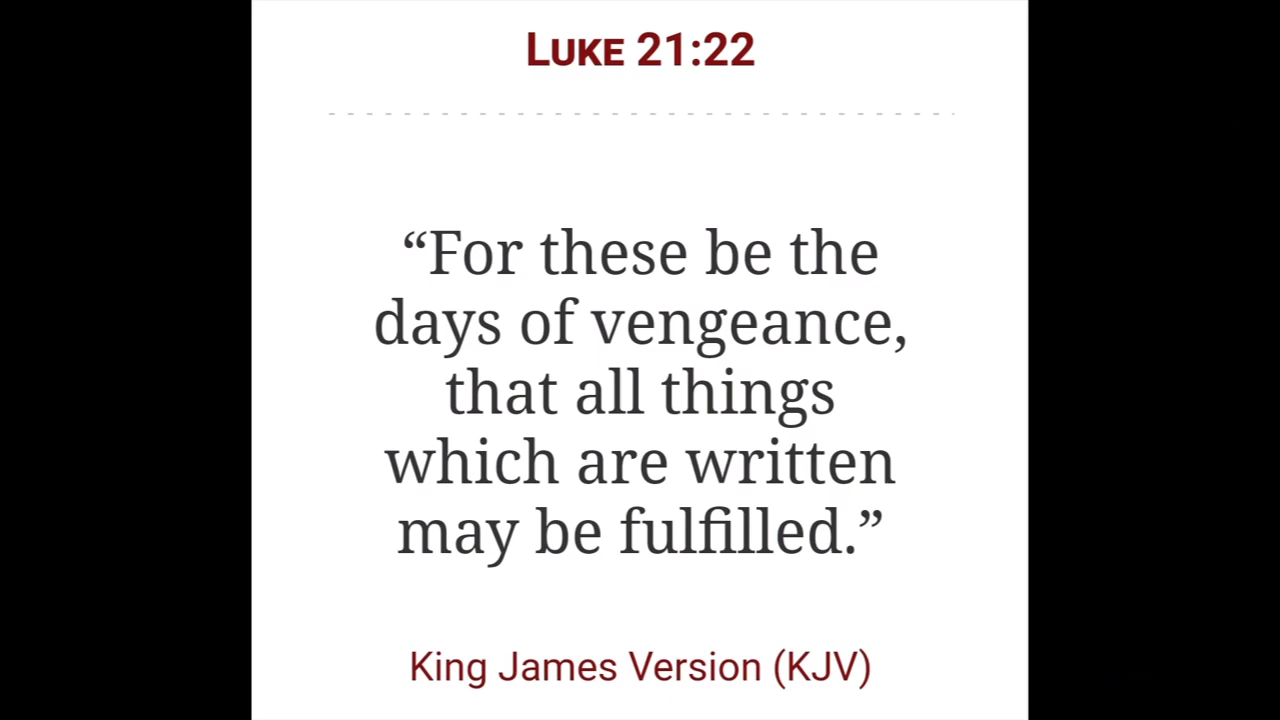 LUKE 21:22
“For these be the
days of vengeance,
that all things
which are written
may be fulfilled.”
King James Version (KJV)